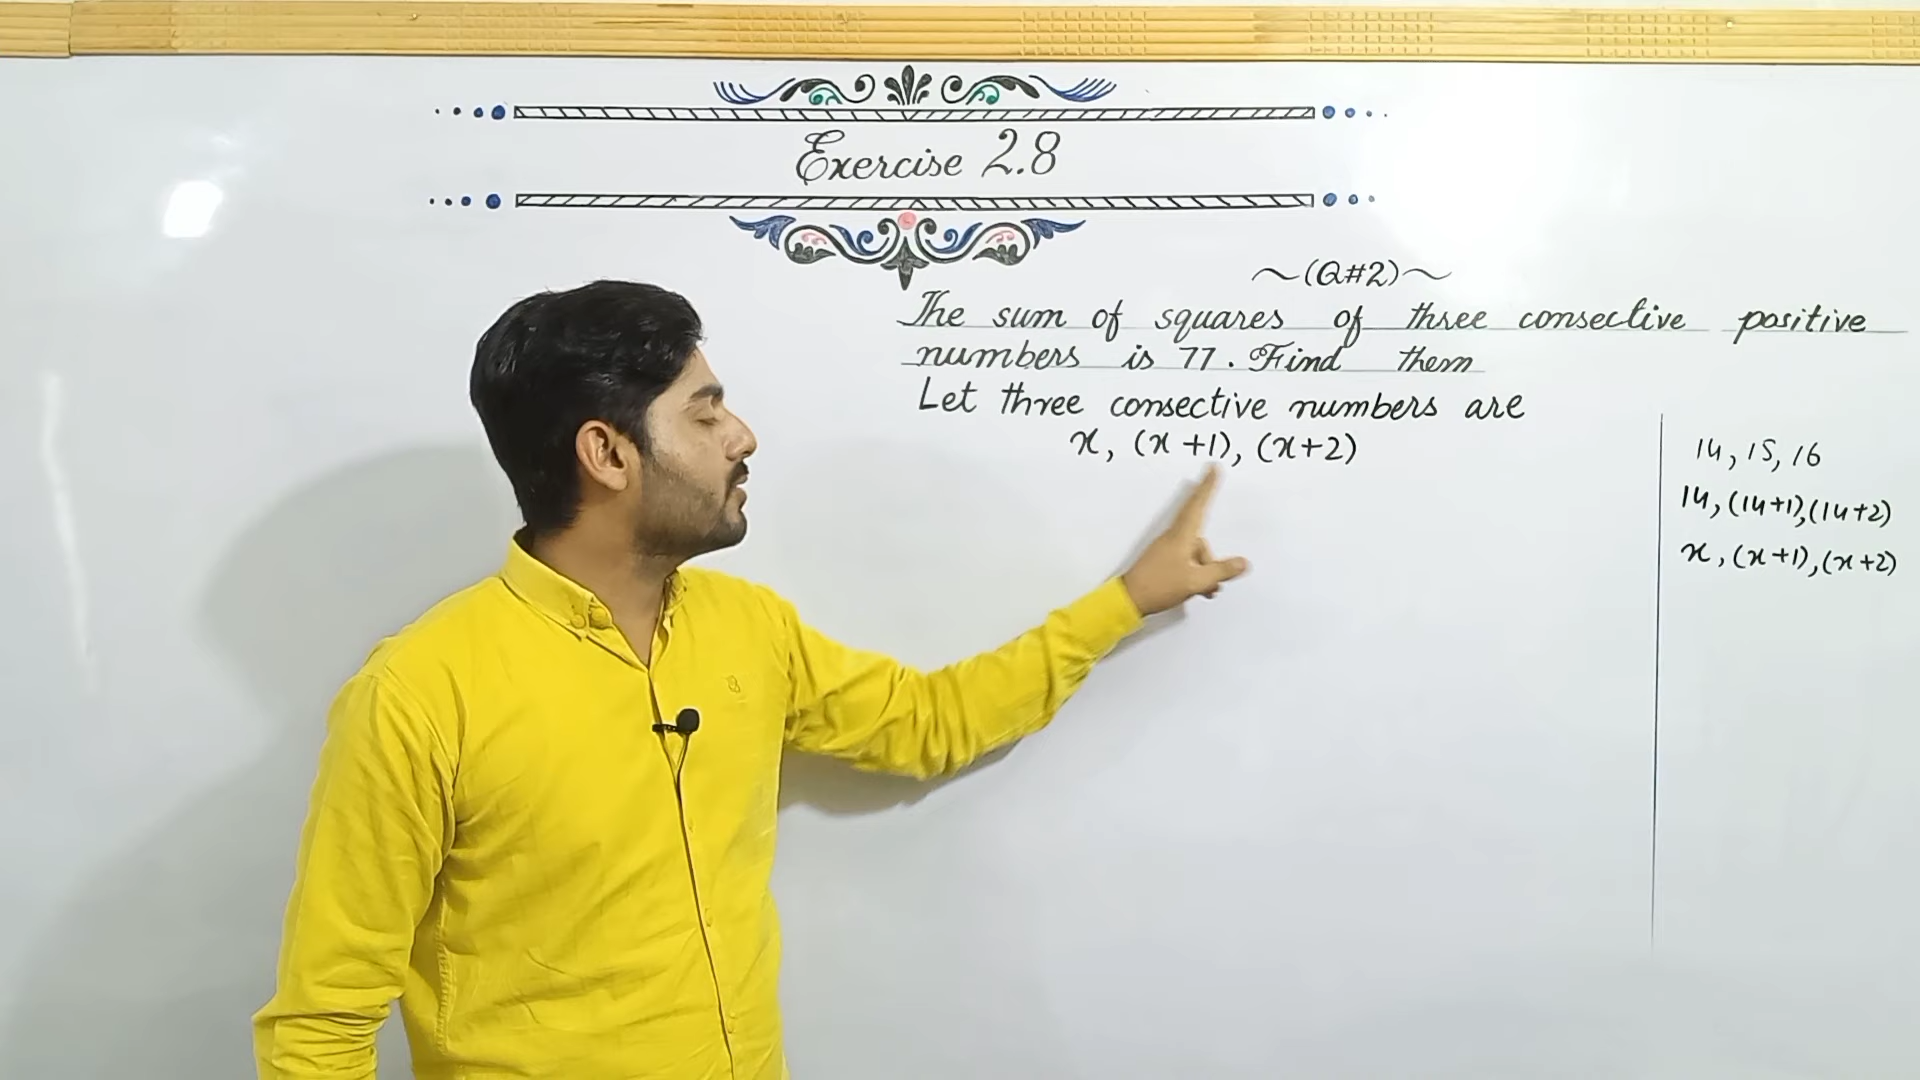 Exercise 2.8
~(Q#2)~
The sum of squares of three consective positive
numbers is 77. Find them
Let three consective numbers are
x, (x+1), (x+2)
14, 15, 16
14, (14+1), (14+2)
x, (x+1), (x+2)